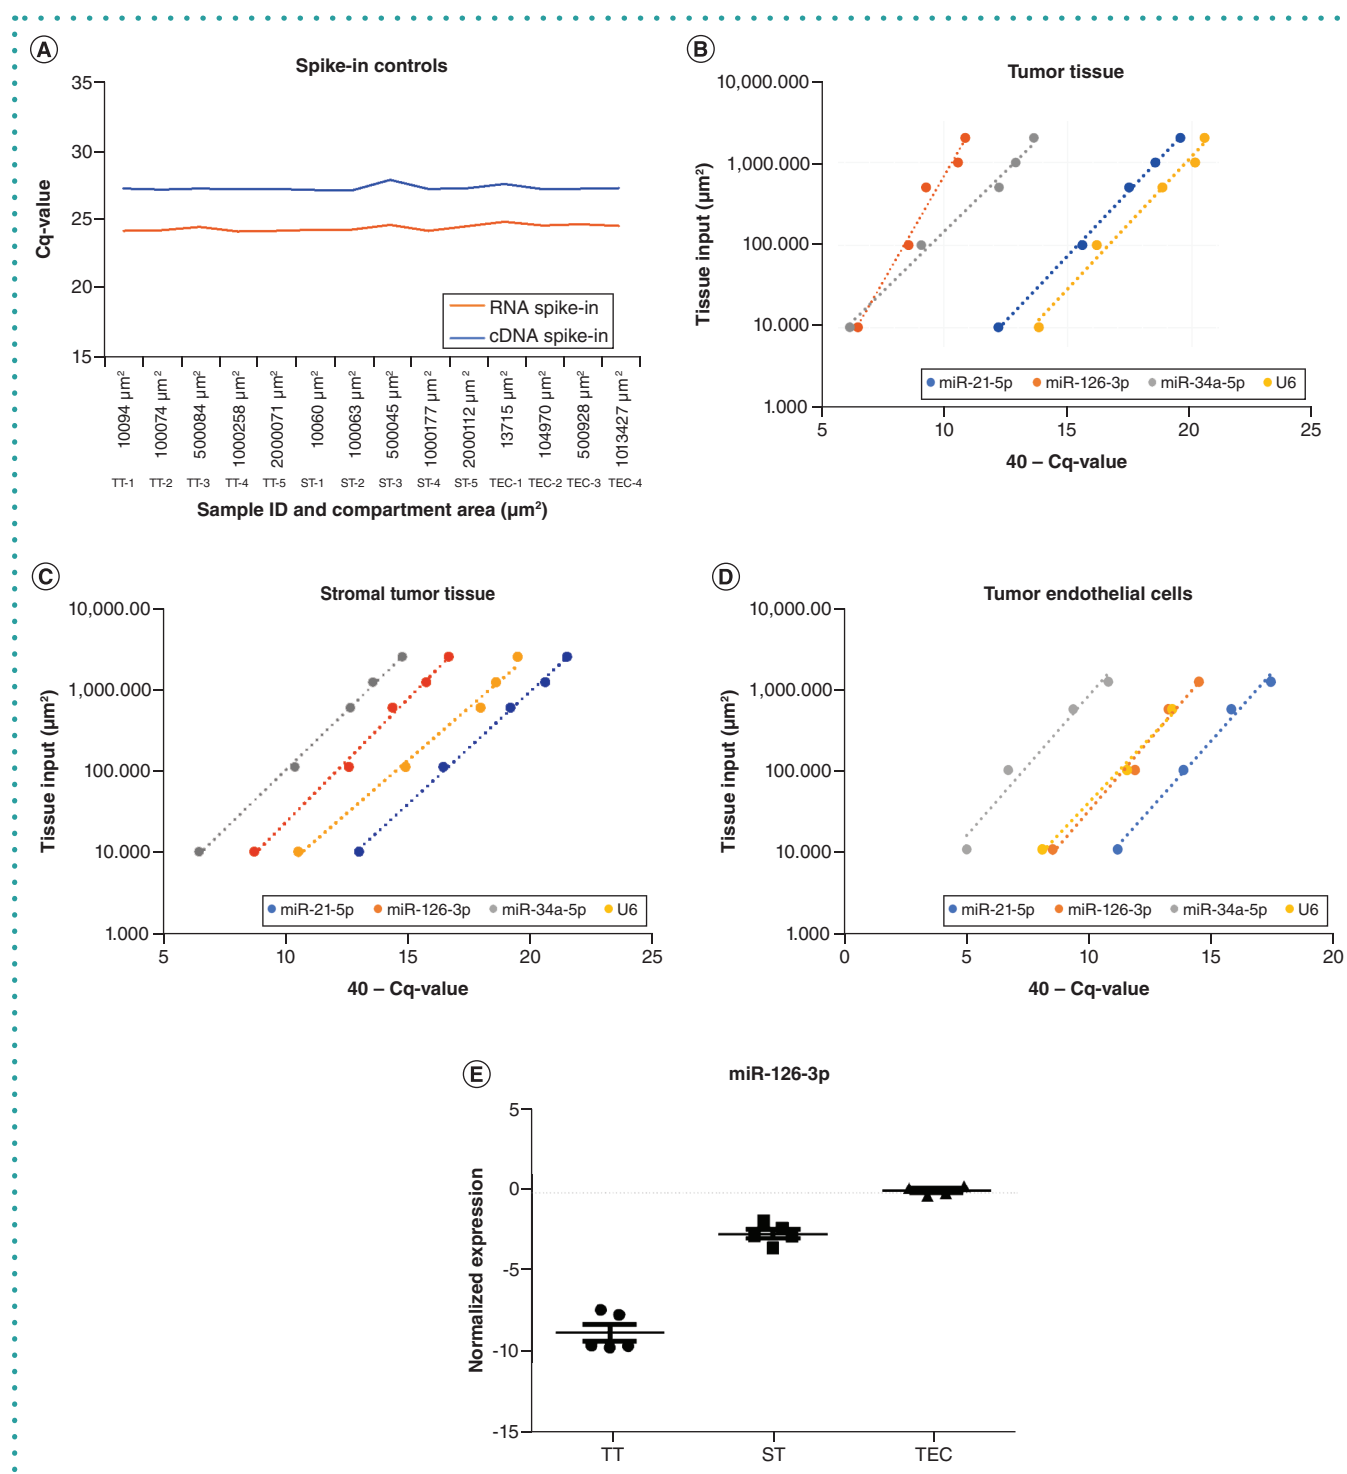 A
Spike-in controls
35
30
25
20
15
Cq-value
RNA spike-in
cDNA spike-in
10094 µm²
100074 µm²
500084 µm²
1000258 µm²
2000071 µm²
10060 µm²
100063 µm²
500045 µm²
1000177 µm²
2000112 µm²
13715 µm²
104970 µm²
500928 µm²
1013427 µm²
TT-1 TT-2 TT-3 TT-4 TT-5 ST-1 ST-2 ST-3 ST-4 ST-5 TEC-1 TEC-2 TEC-3 TEC-4
Sample ID and compartment area (µm²)
B
Tumor tissue
10,000.000
1,000.000
100.000
10.000
1.000
Tissue input (µm²)
miR-21-5p miR-126-3p miR-34a-5p U6
5 10 15 20 25
40 – Cq-value
C
Stromal tumor tissue
10,000.00
1,000.000
100.000
10.000
1.000
Tissue input (µm²)
miR-21-5p miR-126-3p miR-34a-5p U6
5 10 15 20 25
40 – Cq-value
D
Tumor endothelial cells
10,000.00
1,000.000
100.000
10.000
1.000
Tissue input (µm²)
miR-21-5p miR-126-3p miR-34a-5p U6
0 5 10 15 20
40 – Cq-value
E
miR-126-3p
5
0
-5
-10
-15
Normalized expression
TT ST TEC